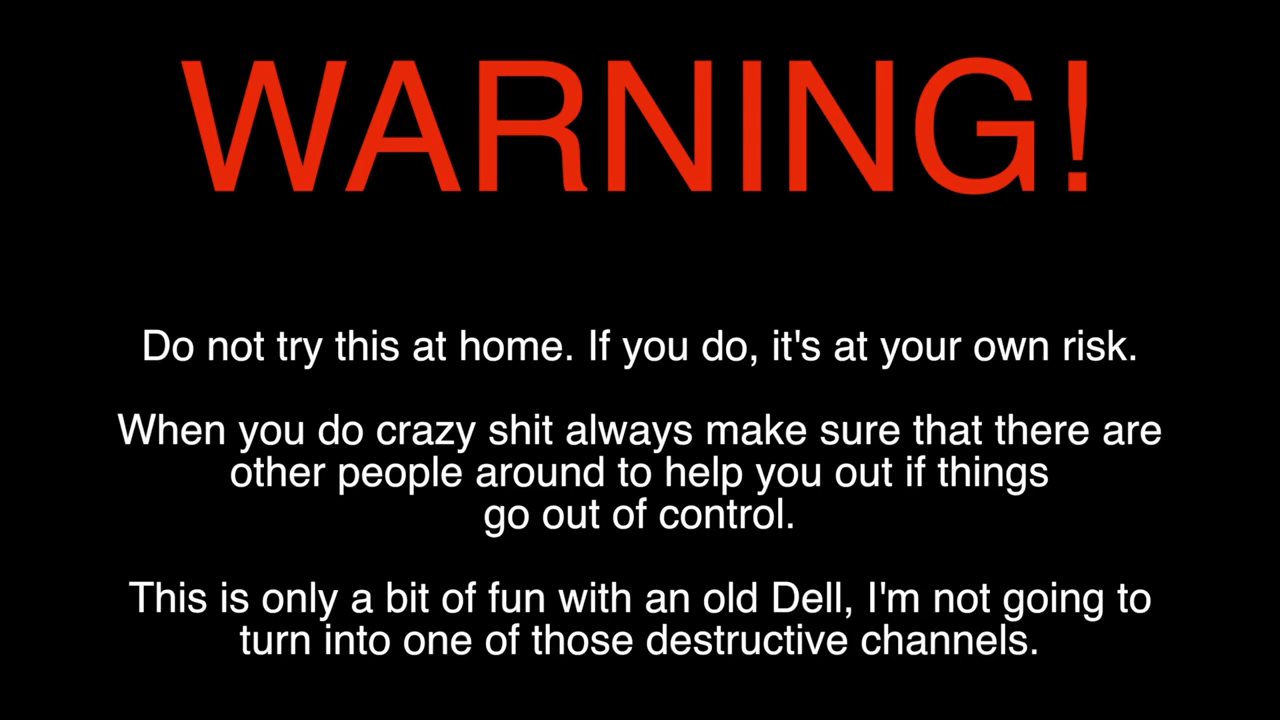 WARNING!
Do not try this at home. If you do, it's at your own risk.
When you do crazy shit always make sure that there are
other people around to help you out if things
go out of control.
This is only a bit of fun with an old Dell, I'm not going to
turn into one of those destructive channels.